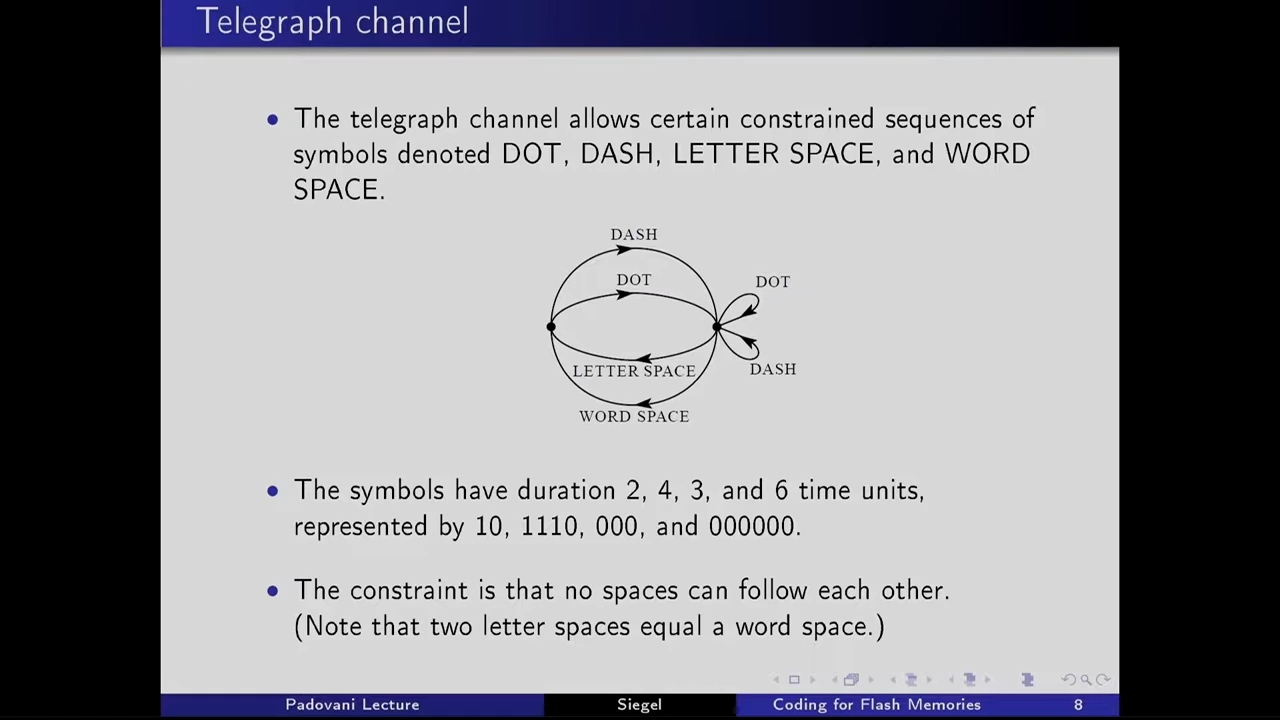 Telegraph channel
• The telegraph channel allows certain constrained sequences of
symbols denoted DOT, DASH, LETTER SPACE, and WORD
SPACE.
DASH
DOT
DOT
LETTER SPACE
DASH
WORD SPACE
• The symbols have duration 2, 4, 3, and 6 time units,
represented by 10, 1110, 000, and 000000.
• The constraint is that no spaces can follow each other.
(Note that two letter spaces equal a word space.)
Padovani Lecture
Siegel
Coding for Flash Memories
8